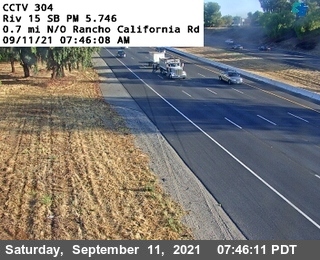 CCTV 304
Riv 15 SB PM 5.746
0.7 mi N/O Rancho California Rd
09/11/21 07:46:08 AM
Saturday, September 11, 2021 07:46:11 PDT